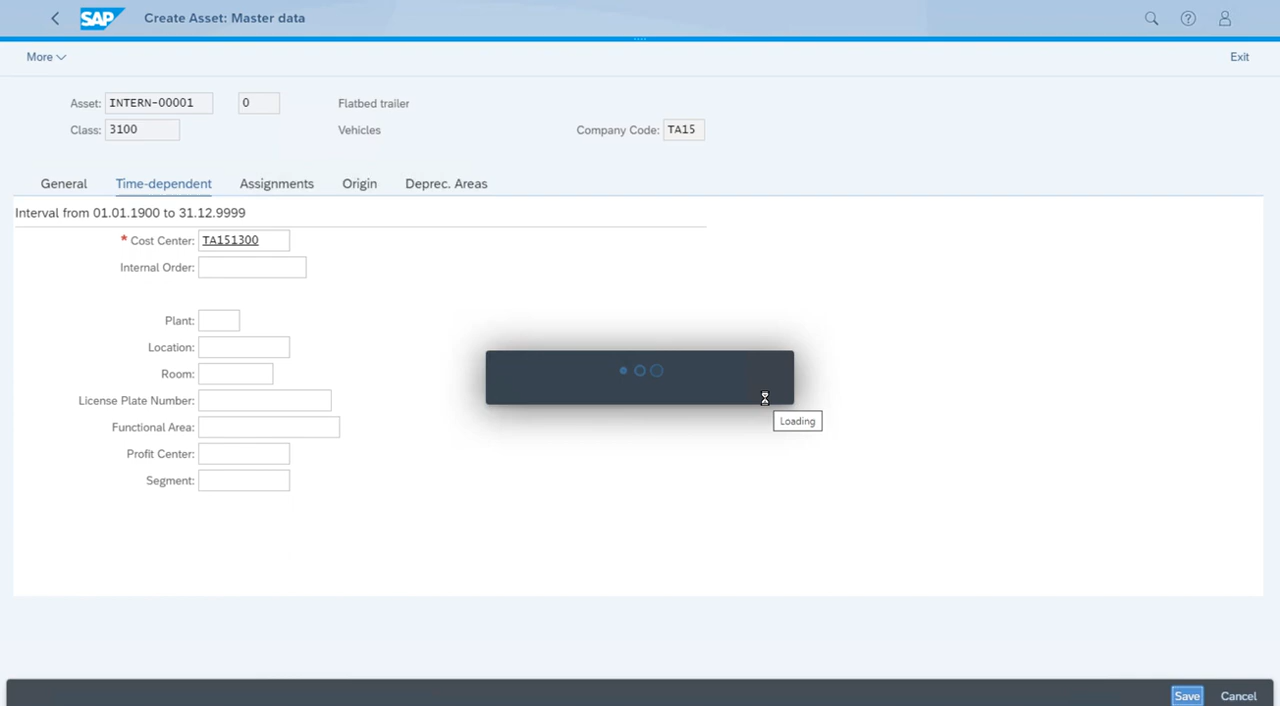 SAP Create Asset: Master data
More Exit
Asset: INTERN-00001 0 Flatbed trailer
Class: 3100 Vehicles Company Code: TA15
General Time-dependent Assignments Origin Deprec. Areas
Interval from 01.01.1900 to 31.12.9999
* Cost Center: TA151300
Internal Order:
Plant:
Location:
Room:
License Plate Number:
Loading
Functional Area:
Profit Center:
Segment:
Save Cancel